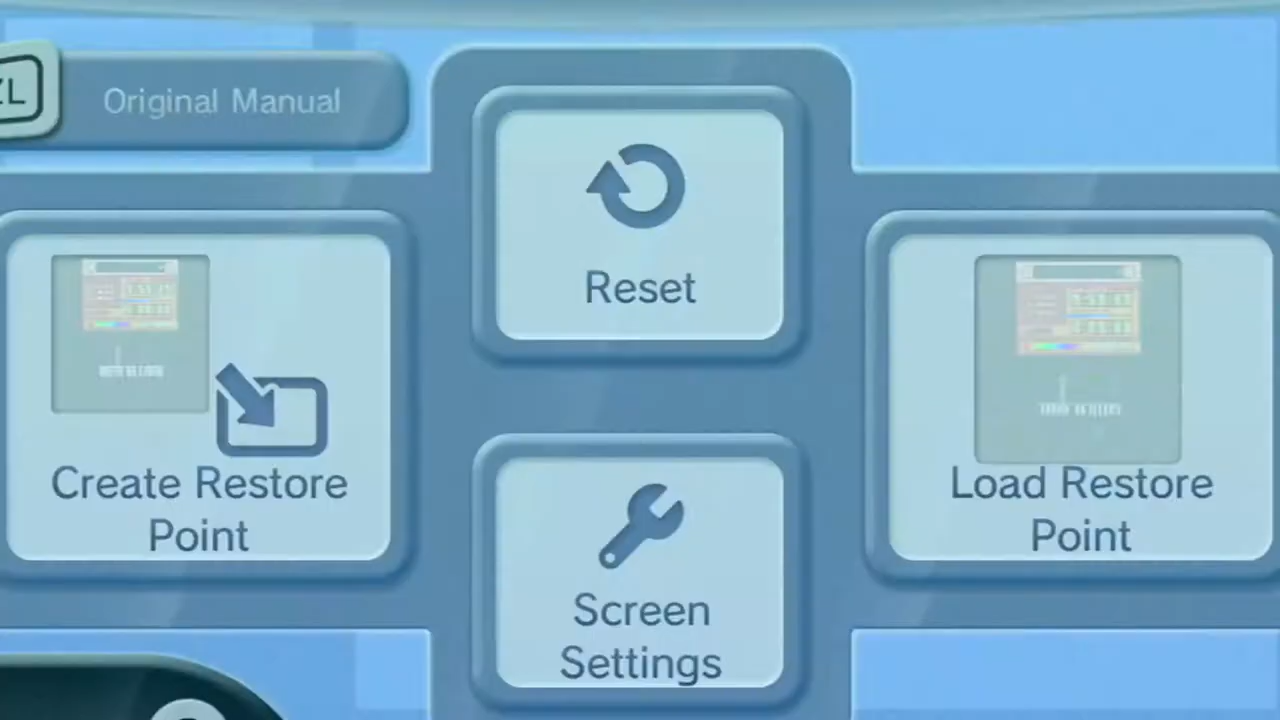 ZL
Original Manual
Reset
Create Restore
Point
Load Restore
Point
Screen
Settings